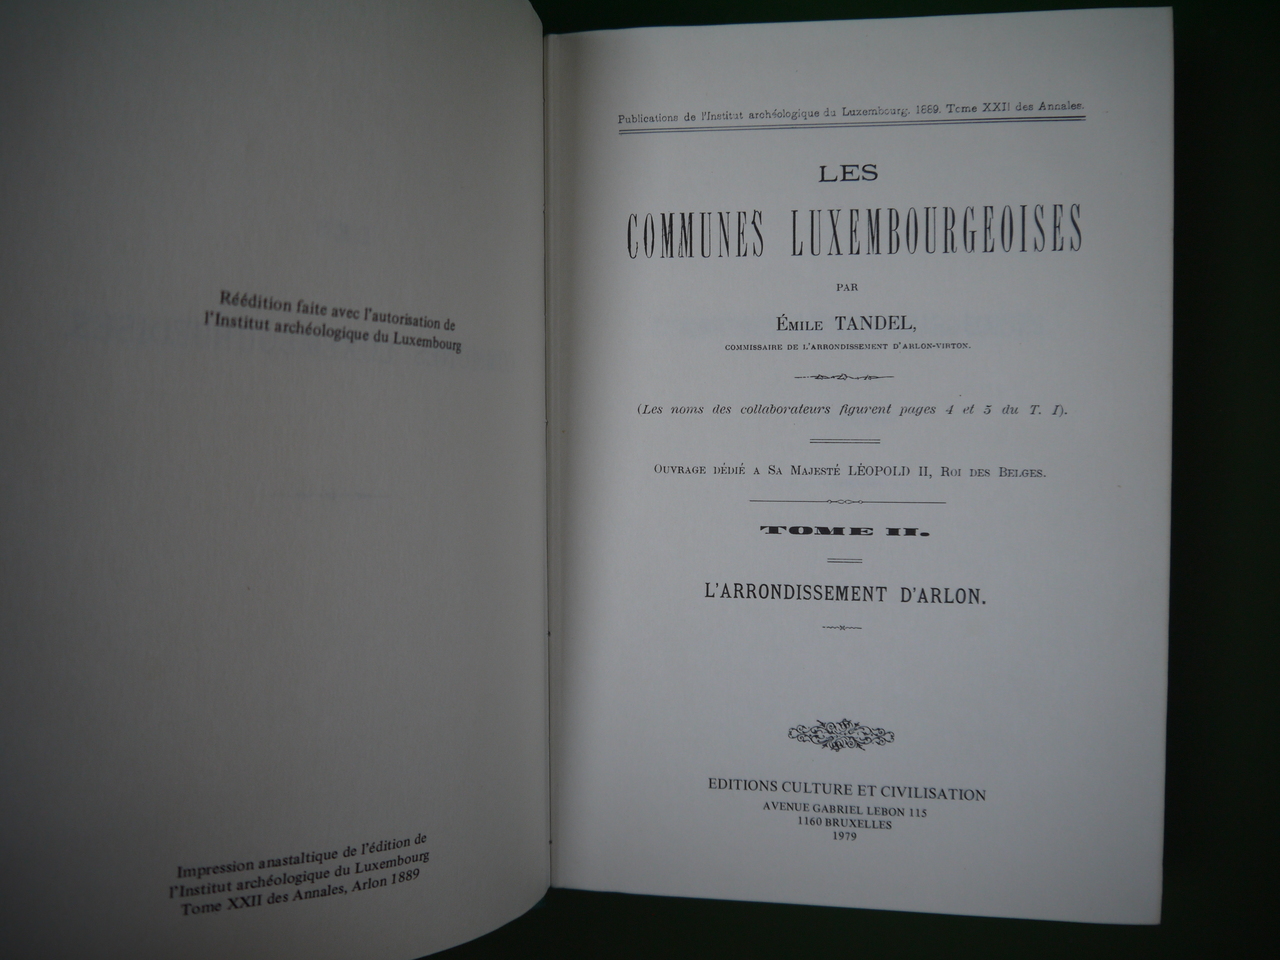 Réédition faite avec l'autorisation de
l'Institut archéologique du Luxembourg
Impression anastaltique de l'édition de
l'Institut archéologique du Luxembourg
Tome XXII des Annales, Arlon 1889
Publications de l'Institut archéologique du Luxembourg. 1889. Tome XXII des Annales.
LES
COMMUNES LUXEMBOURGEOISES
PAR
ÉMILE TANDEL,
COMMISSAIRE DE L'ARRONDISSEMENT D'ARLON-VIRTON.
(Les noms des collaborateurs figurent pages 4 et 5 du T. I).
OUVRAGE DÉDIÉ A SA MAJESTÉ LÉOPOLD II, ROI DES BELGES.
TOME II.
L'ARRONDISSEMENT D'ARLON.
EDITIONS CULTURE ET CIVILISATION
AVENUE GABRIEL LEBON 115
1160 BRUXELLES
1979